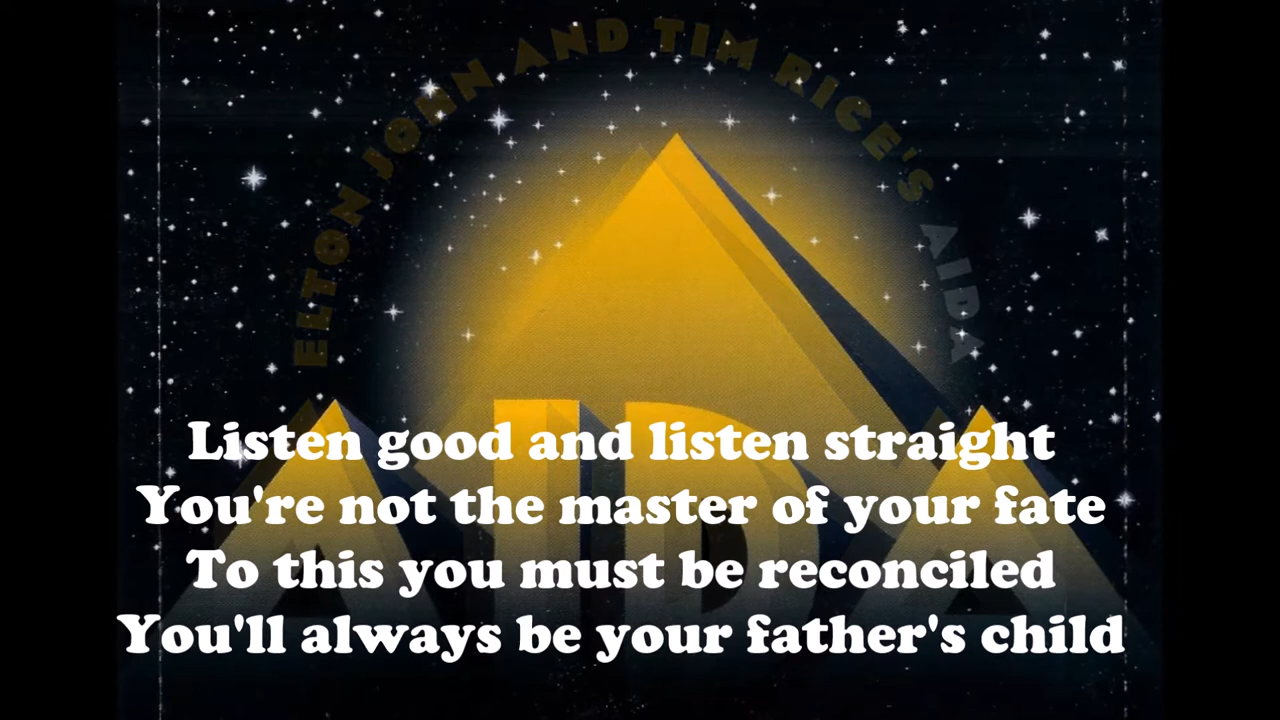 ELTON JOHN AND TIM RICE'S AIDA
AIDA
Listen good and listen straight
You're not the master of your fate
To this you must be reconciled
You'll always be your father's child